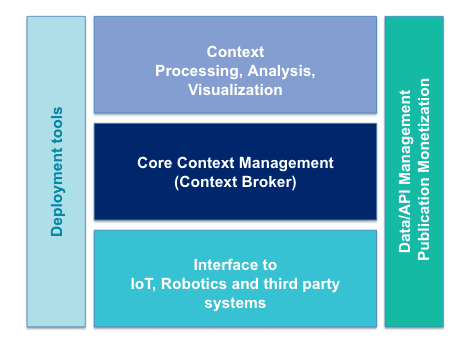 Deployment tools
Context
Processing, Analysis,
Visualization
Core Context Management
(Context Broker)
Interface to
IoT, Robotics and third party
systems
Data/API Management
Publication Monetization